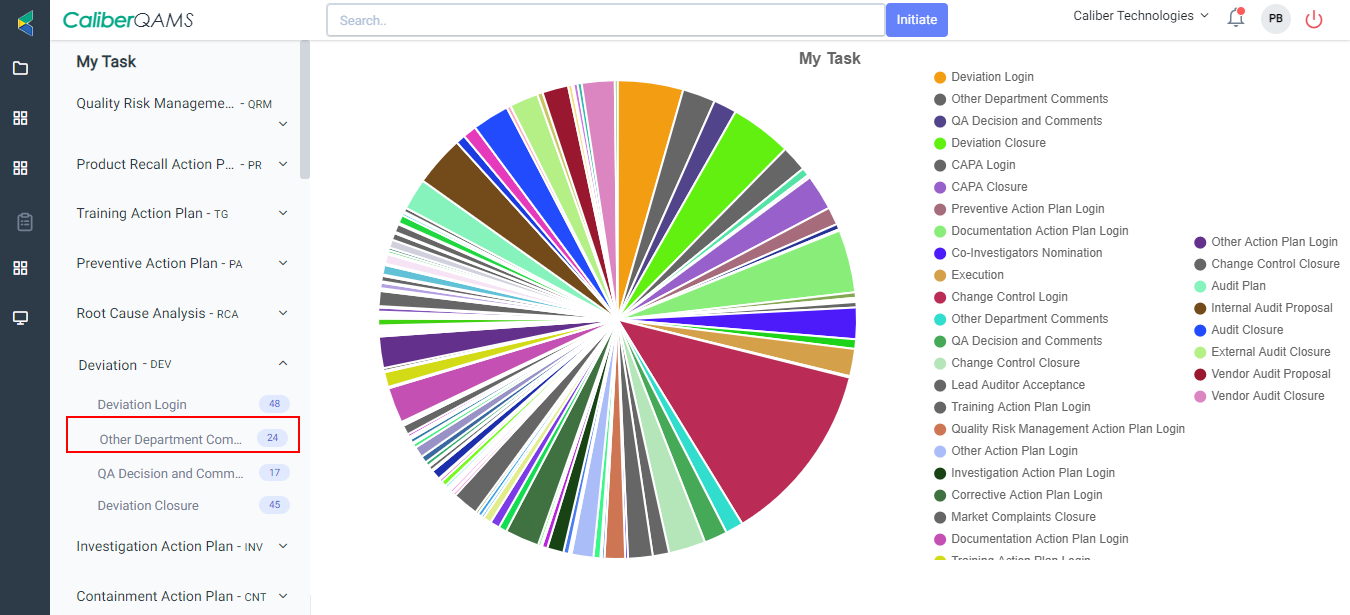 CaliberQAMS
Search..
Initiate
Caliber Technologies
PB
My Task
Quality Risk Manageme... - QRM
Product Recall Action P... - PR
Training Action Plan - TG
Preventive Action Plan - PA
Root Cause Analysis - RCA
Deviation - DEV
Deviation Login 48
Other Department Com... 24
QA Decision and Comm... 17
Deviation Closure 45
Investigation Action Plan - INV
Containment Action Plan - CNT
My Task
Deviation Login
Other Department Comments
QA Decision and Comments
Deviation Closure
CAPA Login
CAPA Closure
Preventive Action Plan Login
Documentation Action Plan Login
Co-Investigators Nomination
Execution
Change Control Login
Other Department Comments
QA Decision and Comments
Change Control Closure
Lead Auditor Acceptance
Training Action Plan Login
Quality Risk Management Action Plan Login
Other Action Plan Login
Investigation Action Plan Login
Corrective Action Plan Login
Market Complaints Closure
Documentation Action Plan Login
Training Action Plan Login
Other Action Plan Login
Change Control Closure
Audit Plan
Internal Audit Proposal
Audit Closure
External Audit Closure
Vendor Audit Proposal
Vendor Audit Closure